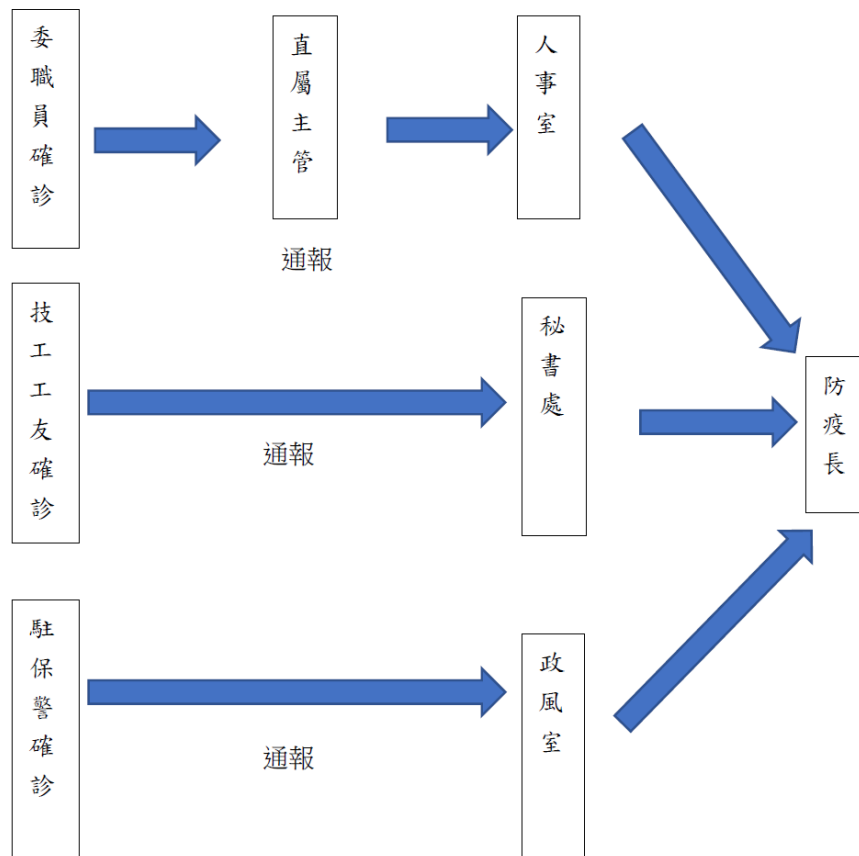 委職員確診
直屬主管
人事室
通報
技工工友確診
秘書處
通報
防疫長
駐保警確診
政風室
通報